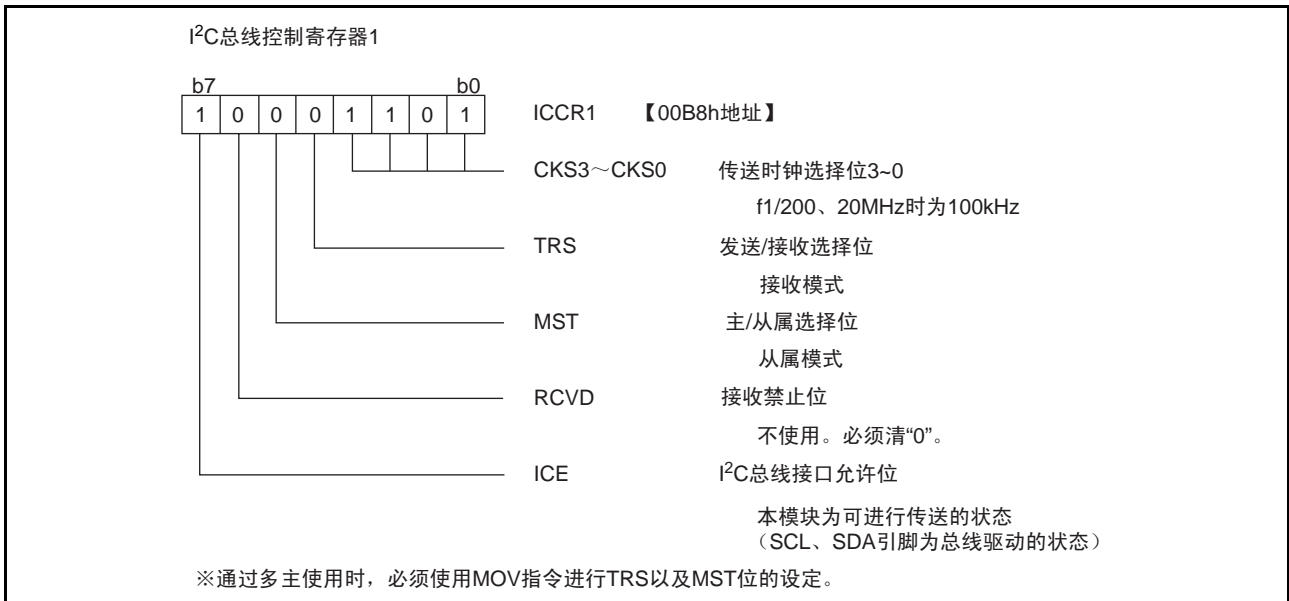 I²C总线控制寄存器1
b7 b0
1 0 0 0 1 1 0 1 ICCR1 【00B8h地址】
CKS3～CKS0 传送时钟选择位3~0
f1/200、20MHz时为100kHz
TRS 发送/接收选择位
接收模式
MST 主/从属选择位
从属模式
RCVD 接收禁止位
不使用。必须清“0”。
ICE I²C总线接口允许位
本模块为可进行传送的状态
（SCL、SDA引脚为总线驱动的状态）
※通过多主使用时，必须使用MOV指令进行TRS以及MST位的设定。